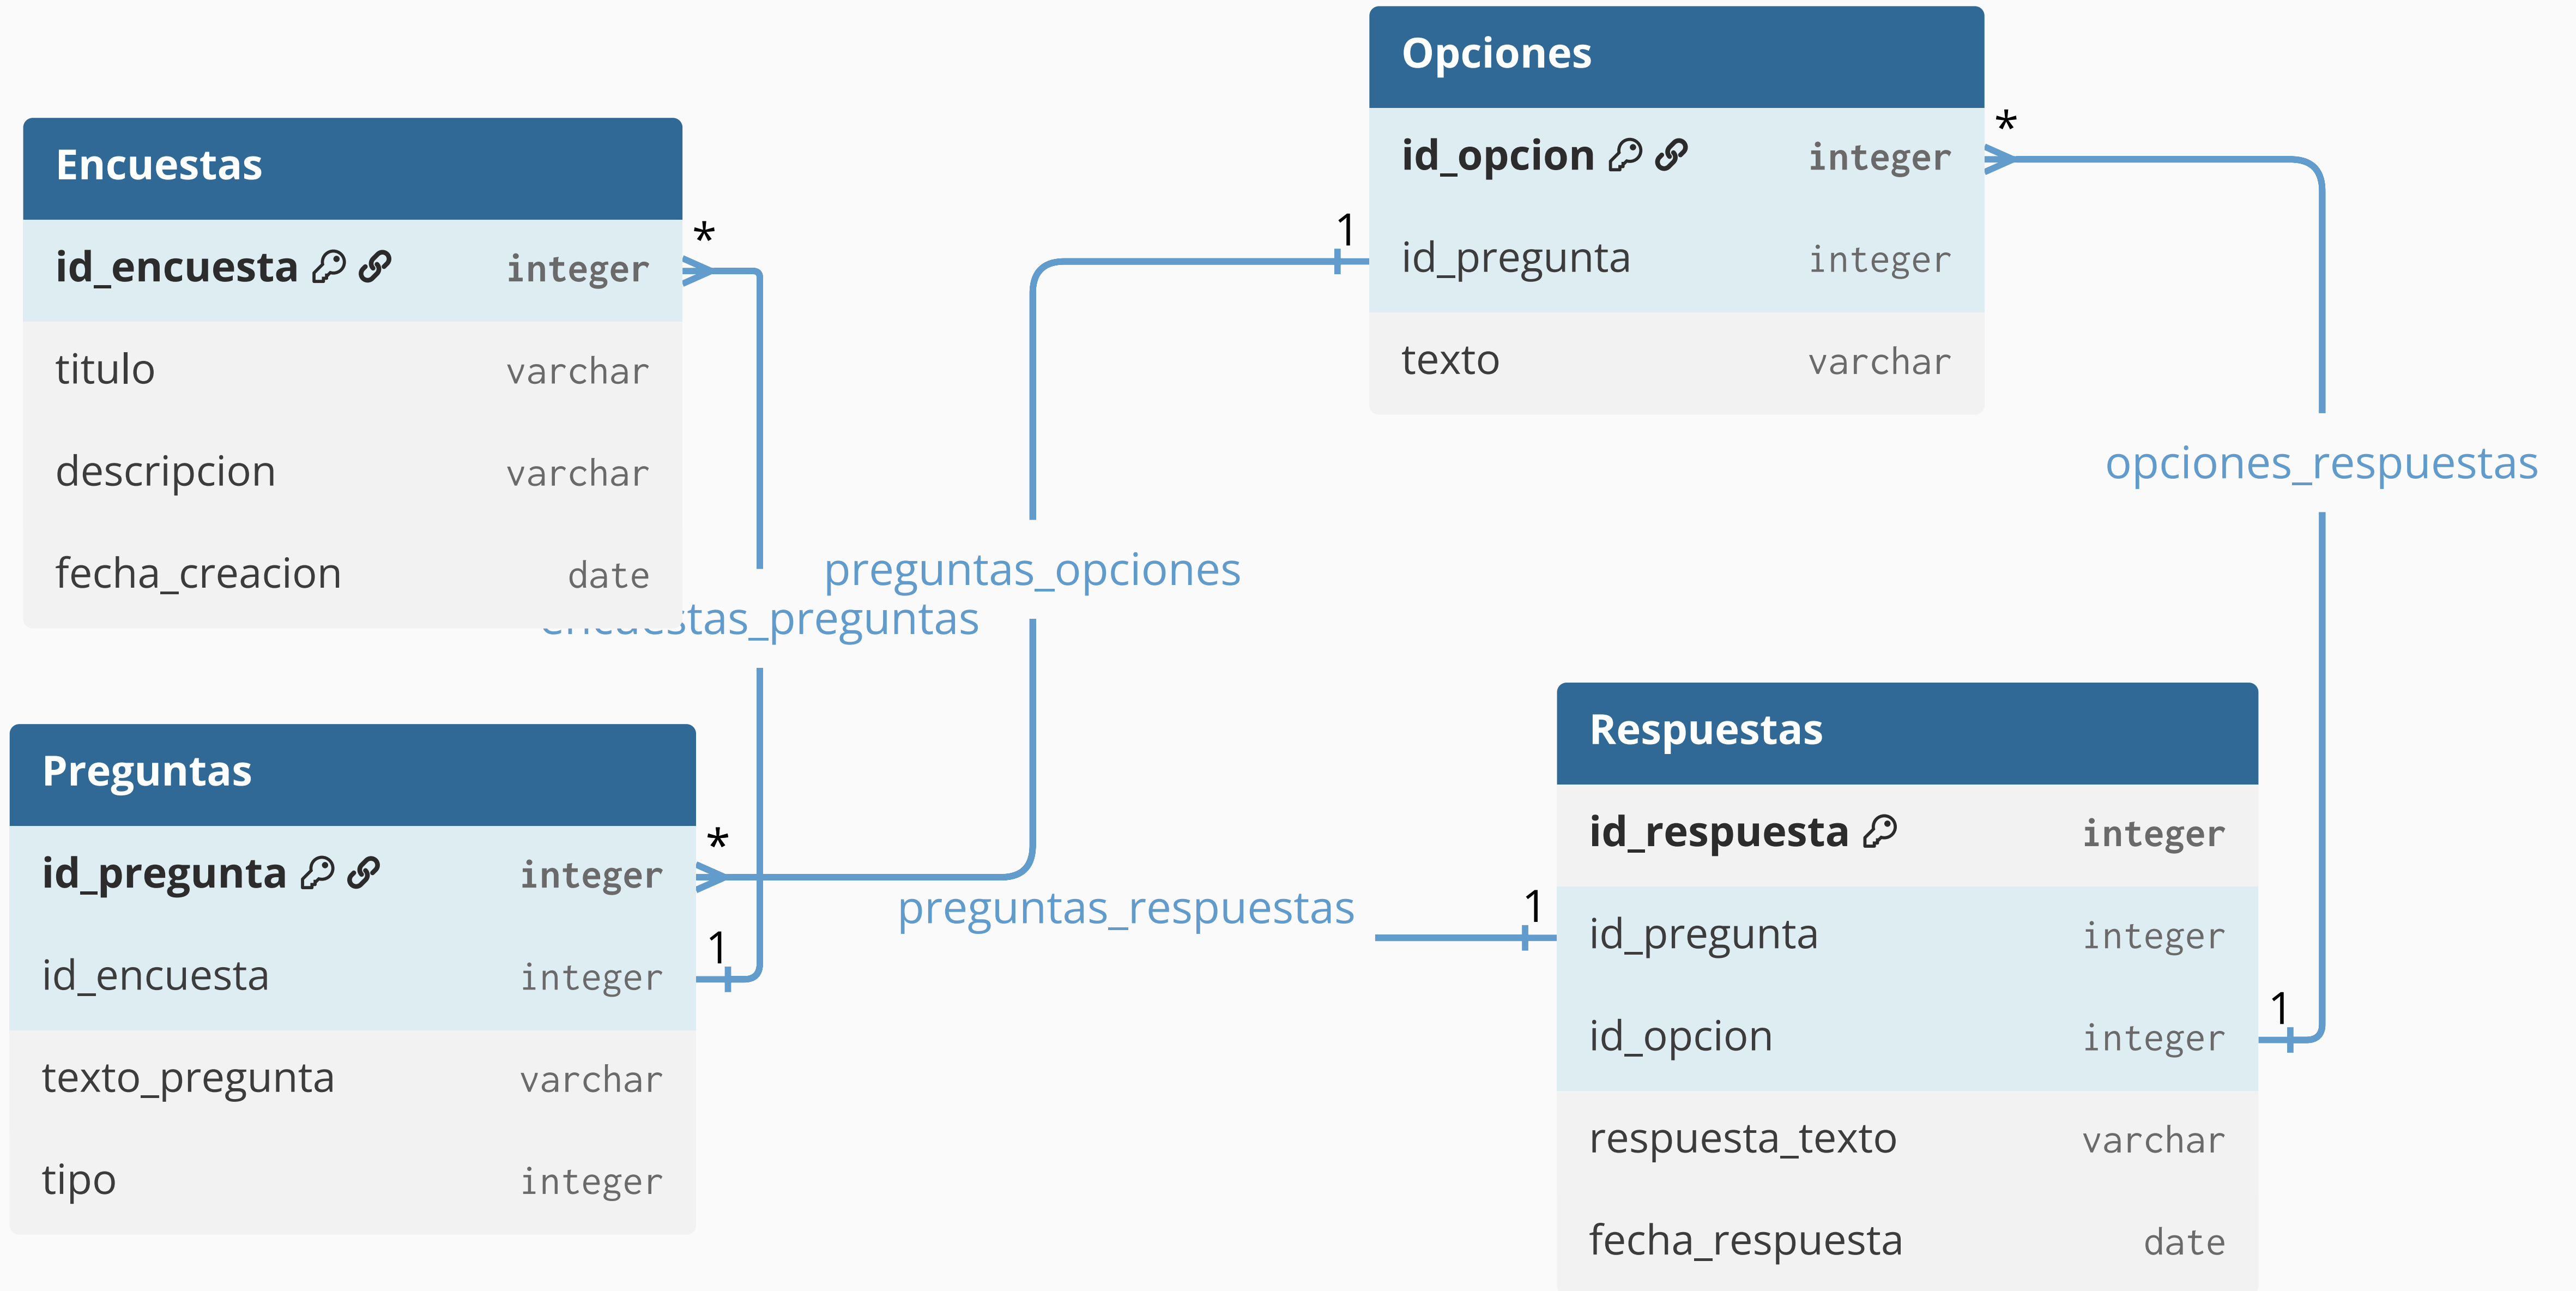 Encuestas
id_encuesta integer
titulo varchar
descripcion varchar
fecha_creacion date
*
1
encuestas_preguntas
Preguntas
id_pregunta integer
id_encuesta integer
texto_pregunta varchar
tipo integer
*
1
preguntas_opciones
preguntas_respuestas
1
Opciones
id_opcion integer
id_pregunta integer
texto varchar
*
opciones_respuestas
1
Respuestas
id_respuesta integer
id_pregunta integer
id_opcion integer
respuesta_texto varchar
fecha_respuesta date